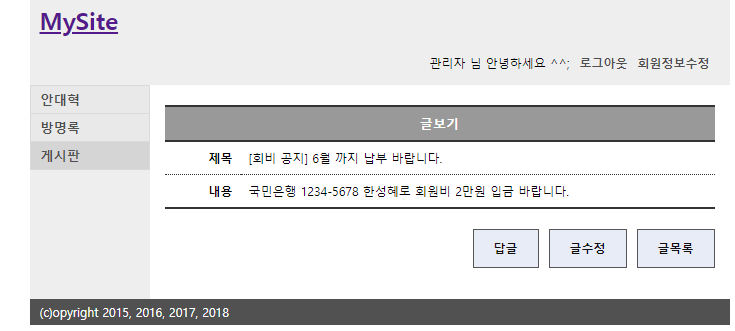 MySite
관리자 님 안녕하세요 ^^; 로그아웃 회원정보수정
안대혁
방명록
게시판
글보기
제목 [회비 공지] 6월 까지 납부 바랍니다.
내용 국민은행 1234-5678 한성혜로 회원비 2만원 입금 바랍니다.
답글 글수정 글목록
(c)opyright 2015, 2016, 2017, 2018